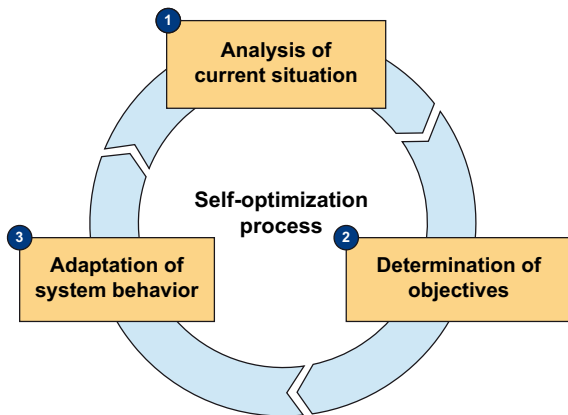 1
Analysis of
current situation
Self-optimization
process
2
Determination of
objectives
3
Adaptation of
system behavior